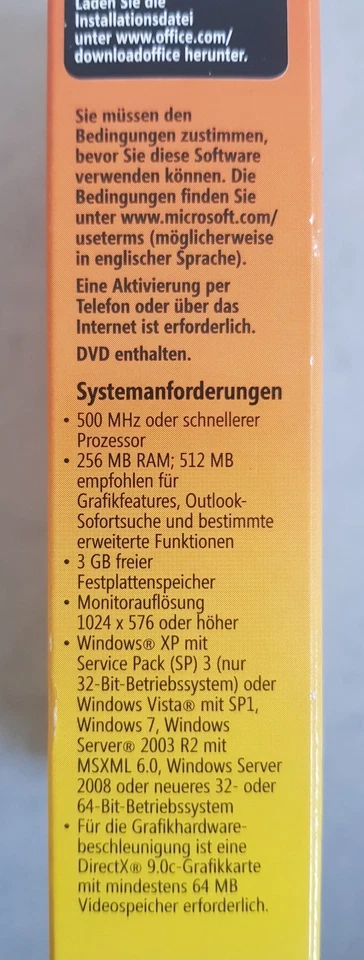 Laden Sie die
Installationsdatei
unter www.office.com/
downloadoffice herunter.
Sie müssen den
Bedingungen zustimmen,
bevor Sie diese Software
verwenden können. Die
Bedingungen finden Sie
unter www.microsoft.com/
useterms (möglicherweise
in englischer Sprache).
Eine Aktivierung per
Telefon oder über das
Internet ist erforderlich.
DVD enthalten.
Systemanforderungen
• 500 MHz oder schnellerer
Prozessor
• 256 MB RAM; 512 MB
empfohlen für
Grafikfeatures, Outlook-
Sofortsuche und bestimmte
erweiterte Funktionen
• 3 GB freier
Festplattenspeicher
• Monitorauflösung
1024 x 576 oder höher
• Windows® XP mit
Service Pack (SP) 3 (nur
32-Bit-Betriebssystem) oder
Windows Vista® mit SP1,
Windows 7, Windows
Server® 2003 R2 mit
MSXML 6.0, Windows Server
2008 oder neueres 32- oder
64-Bit-Betriebssystem
• Für die Grafikhardware-
beschleunigung ist eine
DirectX® 9.0c-Grafikkarte
mit mindestens 64 MB
Videospeicher erforderlich.